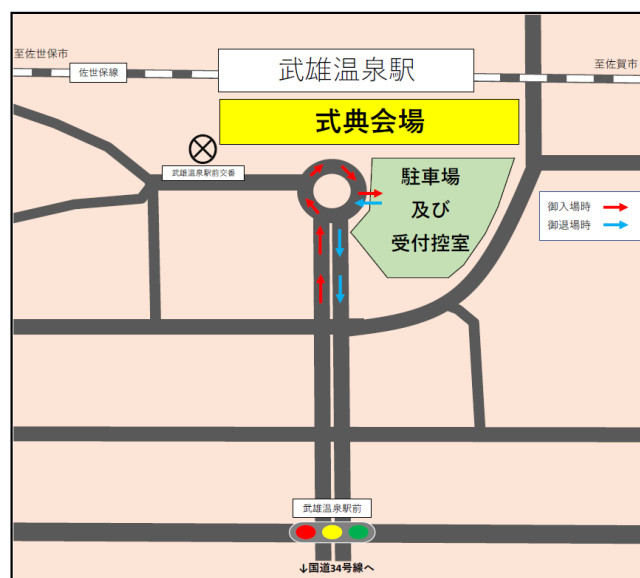 至佐世保市
佐世保線
武雄温泉駅
至佐賀市
式典会場
武雄温泉駅前交番
駐車場
及び
受付控室
御入場時
御退場時
武雄温泉駅前
↓国道34号線へ